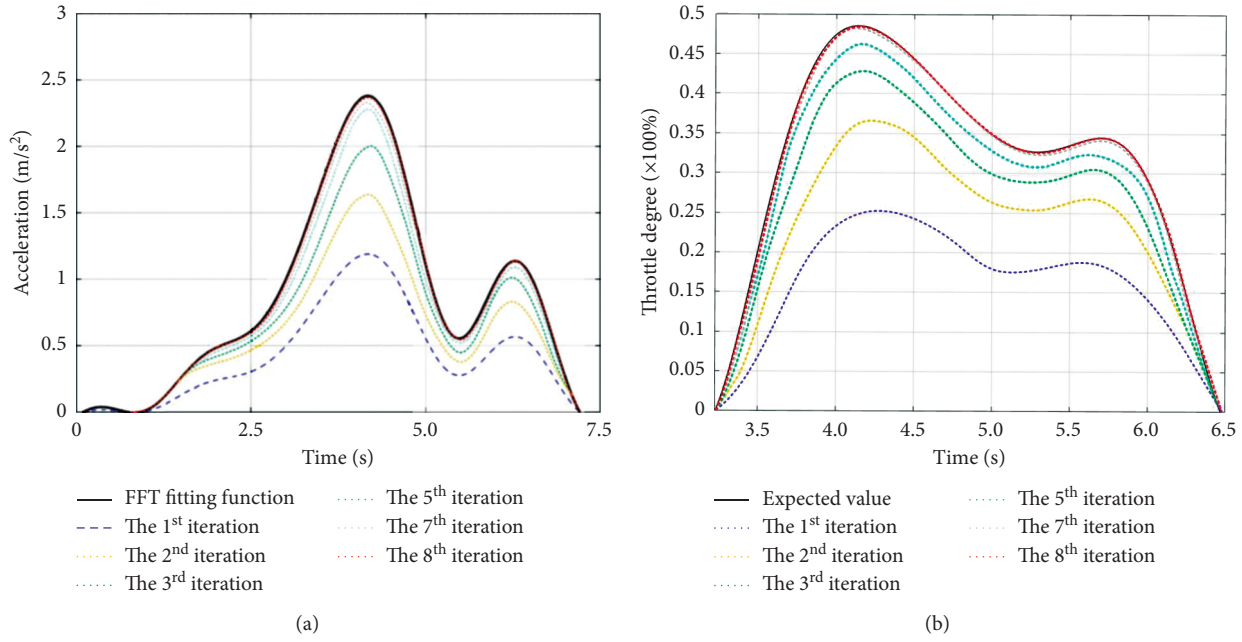 3
2.5
2
1.5
1
0.5
0
Acceleration (m/s²)
0
2.5
5.0
7.5
Time (s)
FFT fitting function
The 1st iteration
The 2nd iteration
The 3rd iteration
The 5th iteration
The 7th iteration
The 8th iteration
(a)
0.5
0.45
0.4
0.35
0.3
0.25
0.2
0.15
0.1
0.05
0
Throttle degree (×100%)
3.5
4.0
4.5
5.0
5.5
6.0
6.5
Time (s)
Expected value
The 1st iteration
The 2nd iteration
The 3rd iteration
The 5th iteration
The 7th iteration
The 8th iteration
(b)